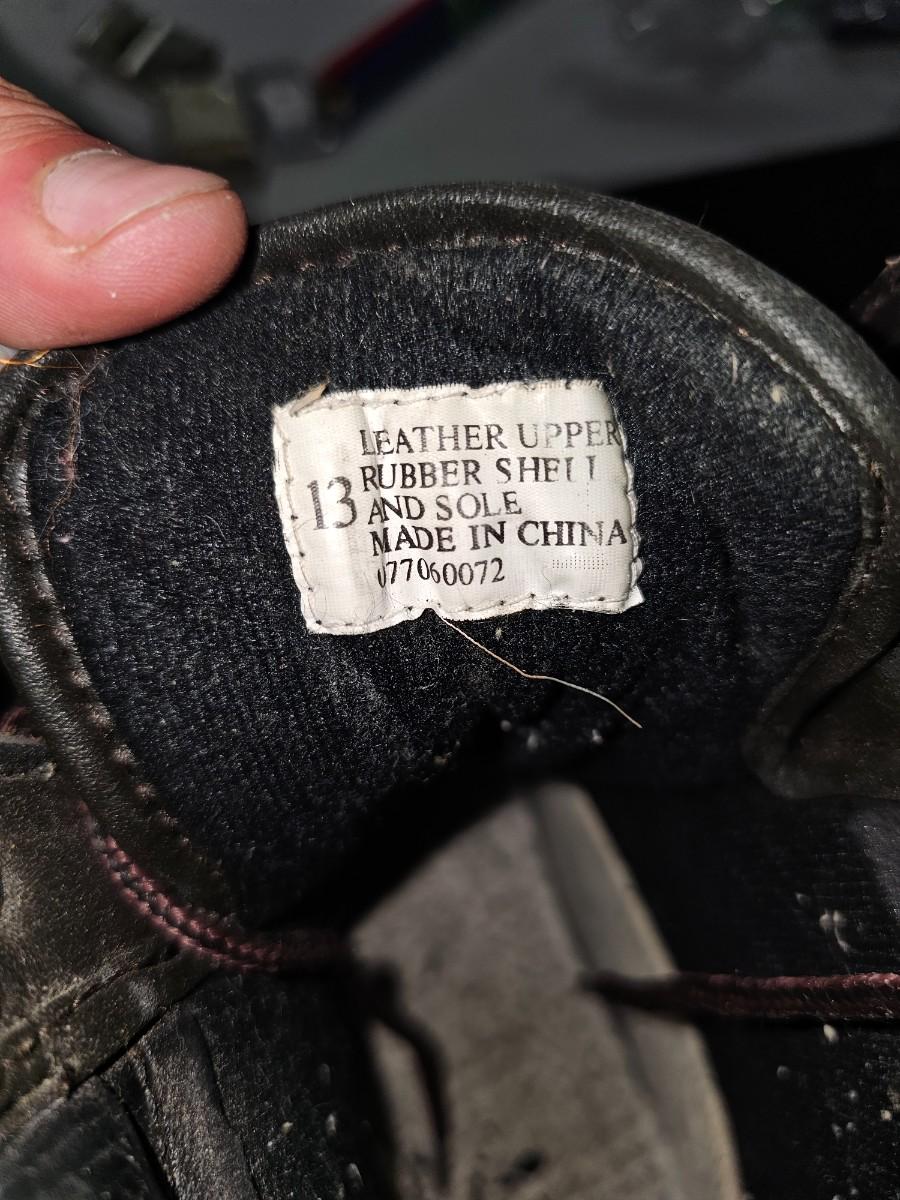 13
LEATHER UPPER
RUBBER SHELL
AND SOLE
MADE IN CHINA
077060072